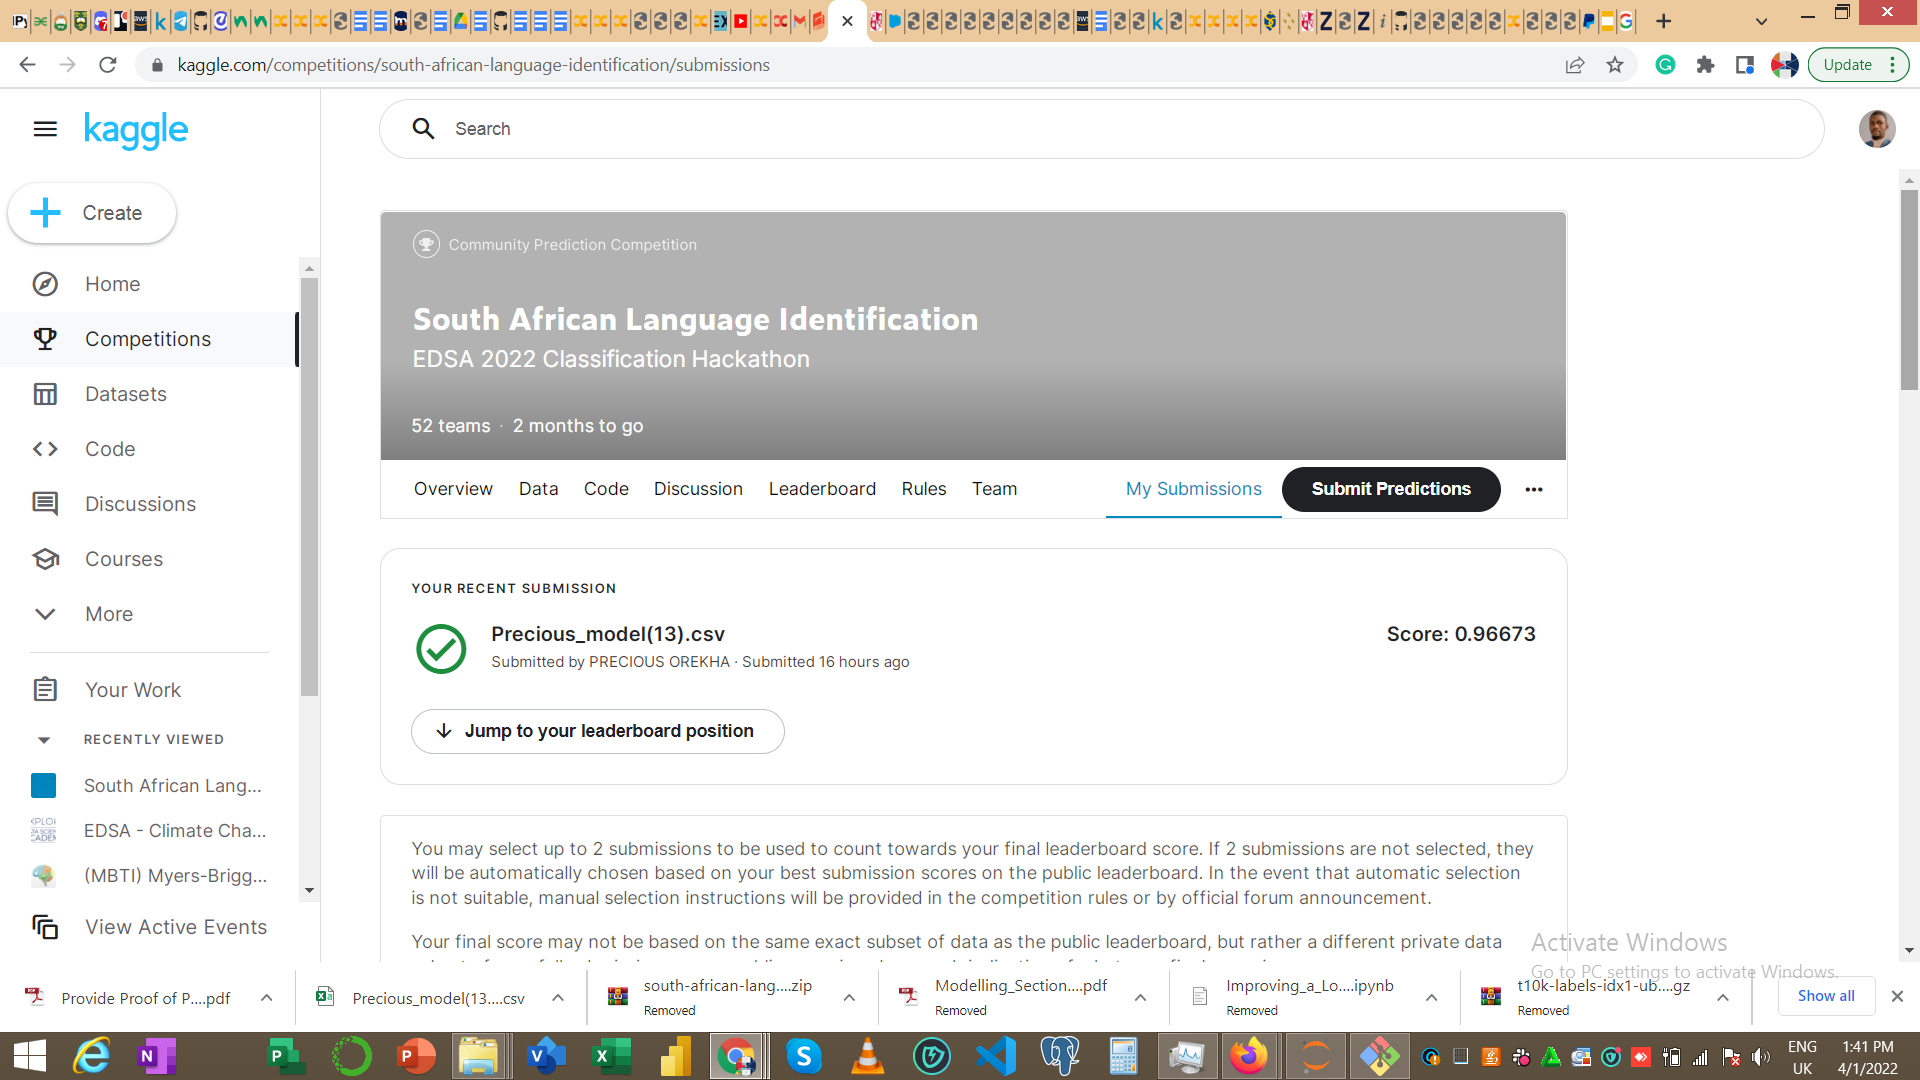 kaggle.com/competitions/south-african-language-identification/submissions
Update
kaggle
Search
Create
Home
Competitions
Datasets
Code
Discussions
Courses
More
Your Work
RECENTLY VIEWED
South African Lang...
EDSA - Climate Cha...
(MBTI) Myers-Brigg...
View Active Events
Community Prediction Competition
South African Language Identification
EDSA 2022 Classification Hackathon
52 teams · 2 months to go
Overview Data Code Discussion Leaderboard Rules Team My Submissions Submit Predictions
YOUR RECENT SUBMISSION
Precious_model(13).csv
Score: 0.96673
Submitted by PRECIOUS OREKHA · Submitted 16 hours ago
Jump to your leaderboard position
You may select up to 2 submissions to be used to count towards your final leaderboard score. If 2 submissions are not selected, they
will be automatically chosen based on your best submission scores on the public leaderboard. In the event that automatic selection
is not suitable, manual selection instructions will be provided in the competition rules or by official forum announcement.
Your final score may not be based on the same exact subset of data as the public leaderboard, but rather a different private data
Activate Windows
Go to PC settings to activate Windows.
Provide Proof of P....pdf
Precious_model(13....csv
south-african-lang....zip
Removed
Modelling_Section....pdf
Removed
Improving_a_Lo....ipynb
Removed
t10k-labels-idx1-ub....gz
Removed
Show all
ENG
UK
1:41 PM
4/1/2022